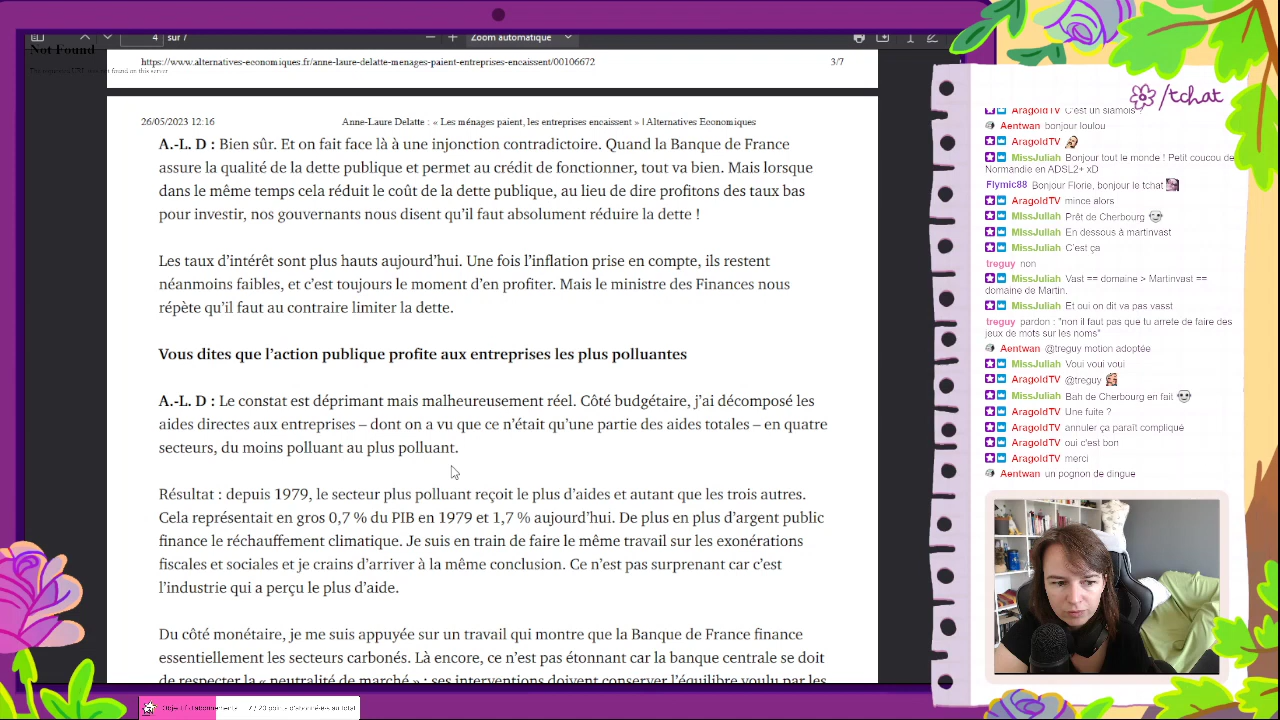 4 sur 7
Zoom automatique
Not Found
https://www.alternatives-economiques.fr/anne-laure-delatte-menages-paient-entreprises-encaissent/00106672
3/7
26/05/2023 12:16
Anne-Laure Delatte : « Les ménages paient, les entreprises encaissent » | Alternatives Economiques
A.-L. D : Bien sûr. Et on fait face là à une injonction contradictoire. Quand la Banque de France
assure la qualité de la dette publique et permet au crédit de fonctionner, tout va bien. Mais lorsque
dans le même temps cela réduit le coût de la dette publique, au lieu de dire profitons des taux bas
pour investir, nos gouvernants nous disent qu’il faut absolument réduire la dette !
Les taux d’intérêt sont plus hauts aujourd’hui. Une fois l’inflation prise en compte, ils restent
néanmoins faibles, et c’est toujours le moment d’en profiter. Mais le ministre des Finances nous
répète qu’il faut au contraire limiter la dette.
Vous dites que l’action publique profite aux entreprises les plus polluantes
A.-L. D : Le constat est déprimant mais malheureusement réel. Côté budgétaire, j’ai décomposé les
aides directes aux entreprises – dont on a vu que ce n’était qu’une partie des aides totales – en quatre
secteurs, du moins polluant au plus polluant.
Résultat : depuis 1979, le secteur plus polluant reçoit le plus d’aides et autant que les trois autres.
Cela représentait en gros 0,7 % du PIB en 1979 et 1,7 % aujourd’hui. De plus en plus d’argent public
finance le réchauffement climatique. Je suis en train de faire le même travail sur les exonérations
fiscales et sociales et je crains d’arriver à la même conclusion. Ce n’est pas surprenant car c’est
l’industrie qui a perçu le plus d’aide.
Du côté monétaire, je me suis appuyée sur un travail qui montre que la Banque de France finance
essentiellement les secteurs carbonés. Là encore, ce n’est pas étonnant car la banque centrale se doit
de respecter la « neutralité de marché » : ses interventions doivent conserver l’équilibre voulu par les
/tchat
AragoldTV C'est un siamois?
Aentwan bonjour loulou
AragoldTV
MissJuliah Bonjour tout le monde ! Petit coucou de
Normandie en ADSL2+ xD
Flymic88 Bonjour Florie, bonjour le tchat
AragoldTV mince alors
MissJuliah Prêt de Cherbourg
MissJuliah En dessous à martinvast
MissJuliah C'est ça
treguy non
MissJuliah Vast == domaine > Martinvast ==
domaine de Martin.
MissJuliah Et oui on dit va pas vasst
treguy pardon : "non il faut pas que tu arrete de faire des
jeux de mots sur les noms"
Aentwan @treguy motion adoptée
MissJuliah Voui voui voui
AragoldTV @treguy
MissJuliah Bah de Cherbourg en fait
AragoldTV Une fuite ?
AragoldTV annuler ça paraît compliqué
AragoldTV oui c'est bon
AragoldTV merci
Aentwan un pognon de dingue